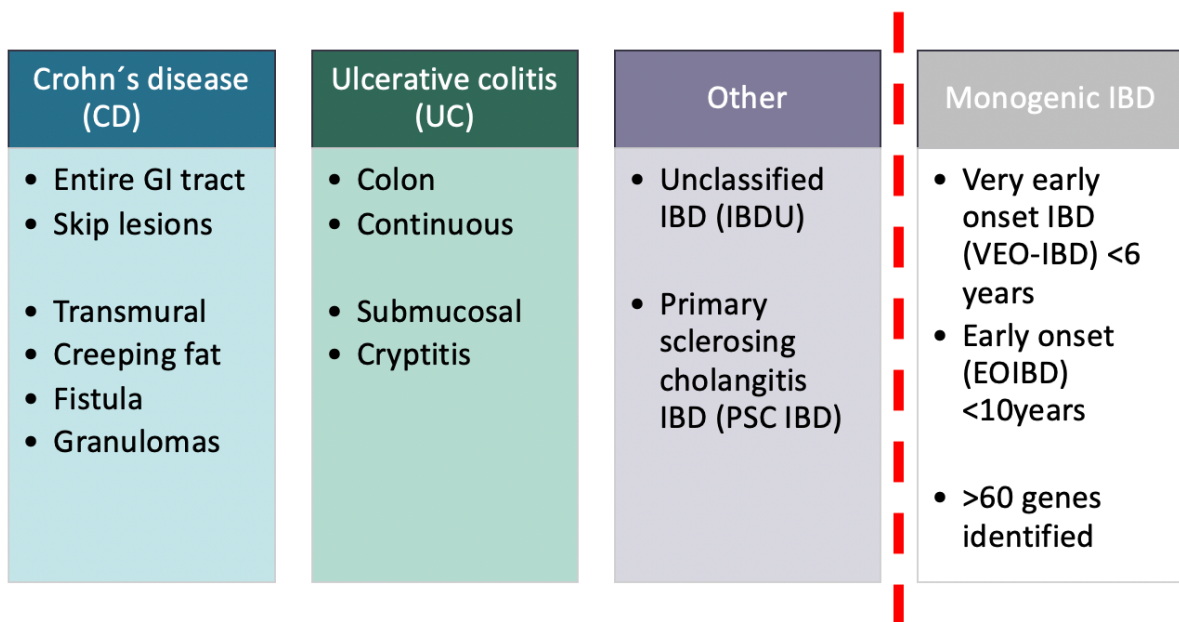 Crohn´s disease
(CD)
• Entire GI tract
• Skip lesions
• Transmural
• Creeping fat
• Fistula
• Granulomas
Ulcerative colitis
(UC)
• Colon
• Continuous
• Submucosal
• Cryptitis
Other
• Unclassified
IBD (IBDU)
• Primary
sclerosing
cholangitis
IBD (PSC IBD)
Monogenic IBD
• Very early
onset IBD
(VEO-IBD) <6
years
• Early onset
(EOIBD)
<10years
• >60 genes
identified